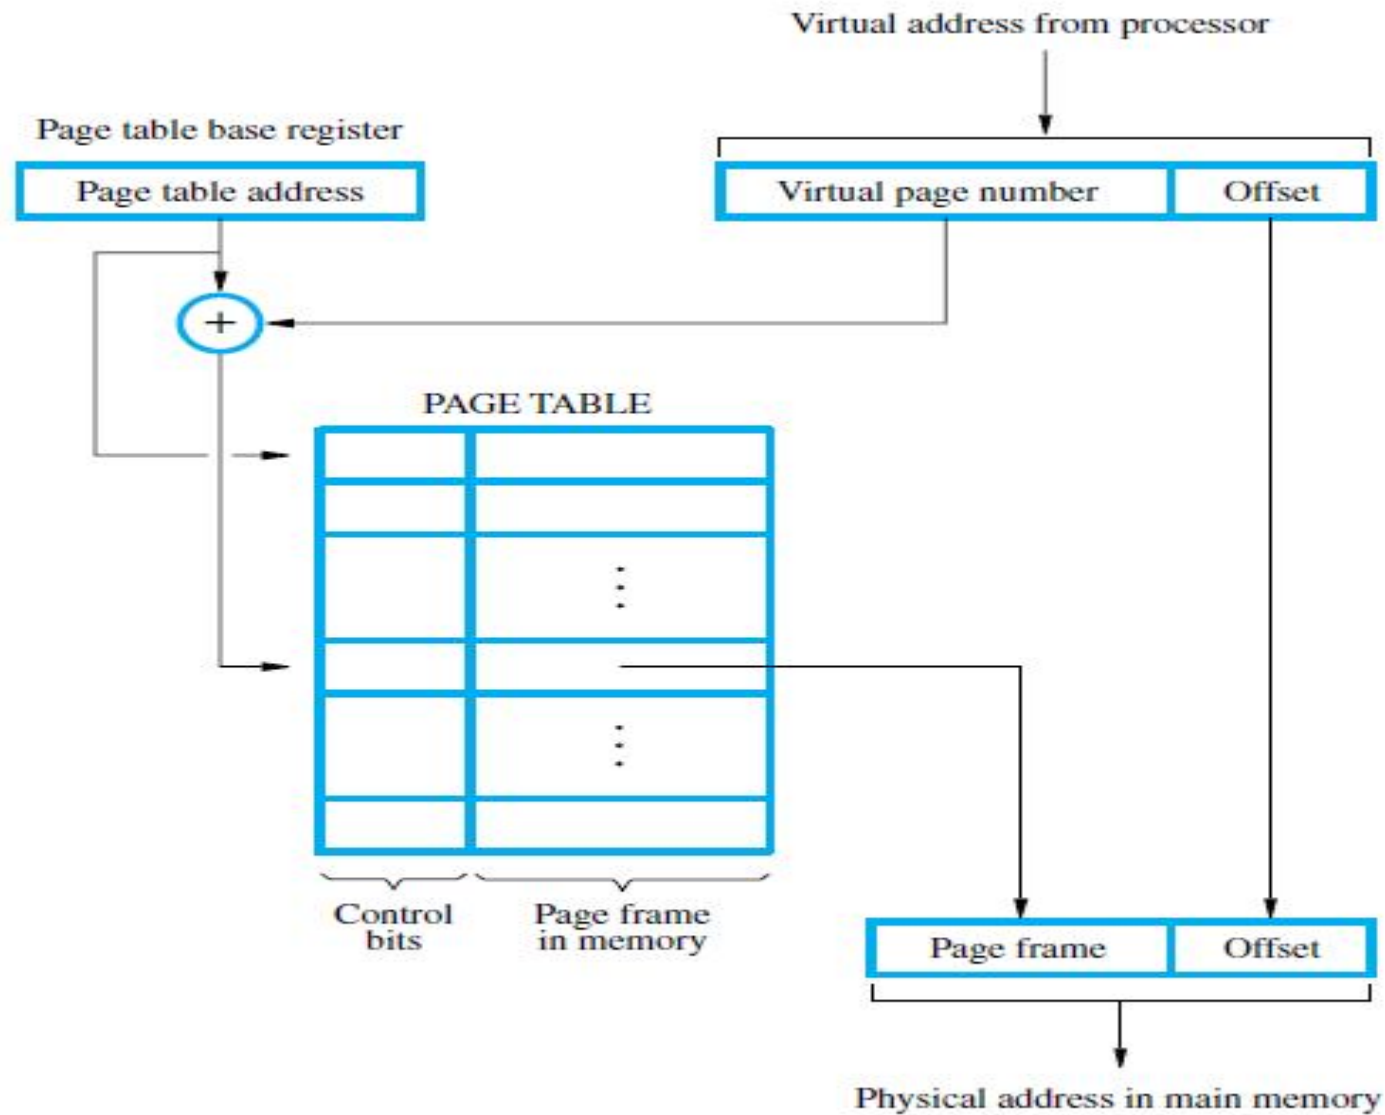 Virtual address from processor
Page table base register
Page table address
Virtual page number
Offset
+
PAGE TABLE
Control
bits
Page frame
in memory
Page frame
Offset
Physical address in main memory